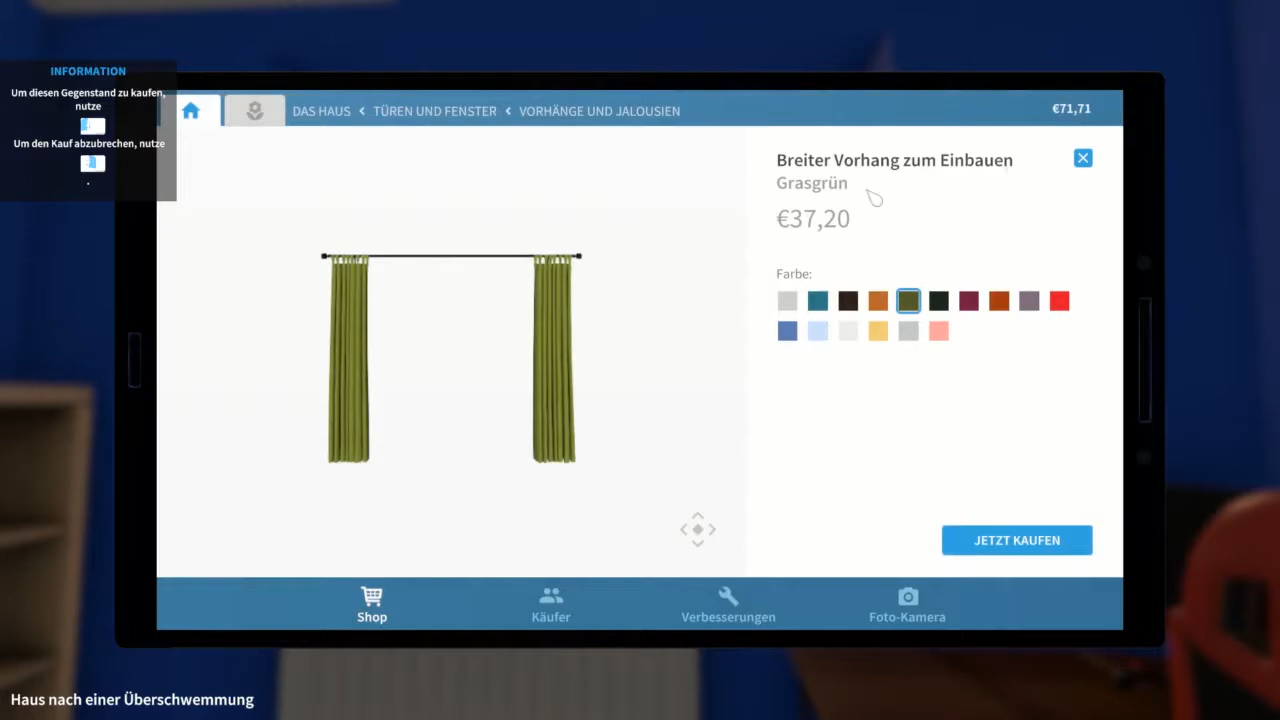 INFORMATION
Um diesen Gegenstand zu kaufen,
nutze
Um den Kauf abzubrechen, nutze
.
DAS HAUS < TÜREN UND FENSTER < VORHÄNGE UND JALOUSIEN
€71,71
Breiter Vorhang zum Einbauen
Grasgrün
€37,20
Farbe:
JETZT KAUFEN
Shop
Käufer
Verbesserungen
Foto-Kamera
Haus nach einer Überschwemmung